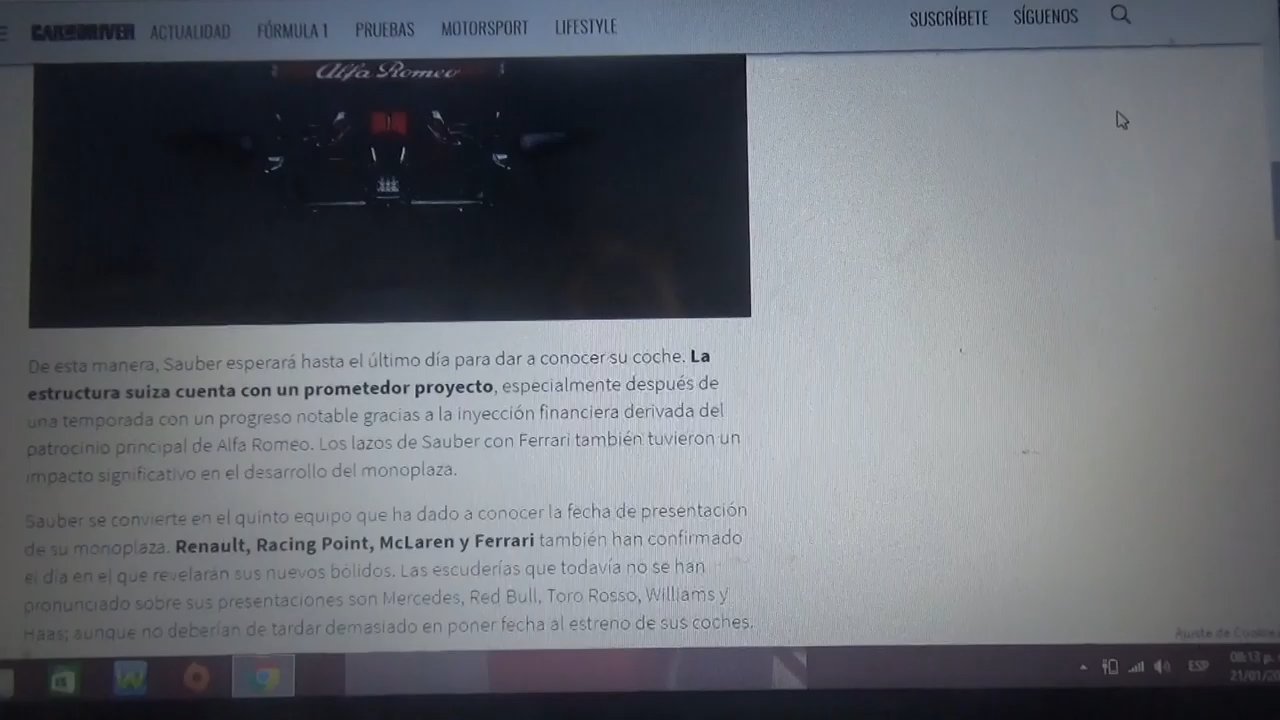 CAR and DRIVER ACTUALIDAD FÓRMULA 1 PRUEBAS MOTORSPORT LIFESTYLE SUSCRÍBETE SÍGUENOS
Alfa Romeo
De esta manera, Sauber esperará hasta el último día para dar a conocer su coche. La
estructura suiza cuenta con un prometedor proyecto, especialmente después de
una temporada con un progreso notable gracias a la inyección financiera derivada del
patrocinio principal de Alfa Romeo. Los lazos de Sauber con Ferrari también tuvieron un
impacto significativo en el desarrollo del monoplaza.
Sauber se convierte en el quinto equipo que ha dado a conocer la fecha de presentación
de su monoplaza. Renault, Racing Point, McLaren y Ferrari también han confirmado
el día en el que revelarán sus nuevos bólidos. Las escuderías que todavía no se han
pronunciado sobre sus presentaciones son Mercedes, Red Bull, Toro Rosso, Williams y
Haas; aunque no deberían de tardar demasiado en poner fecha al estreno de sus coches.
Ajuste de Cookies
ESP 08:13 p.
21/01/20